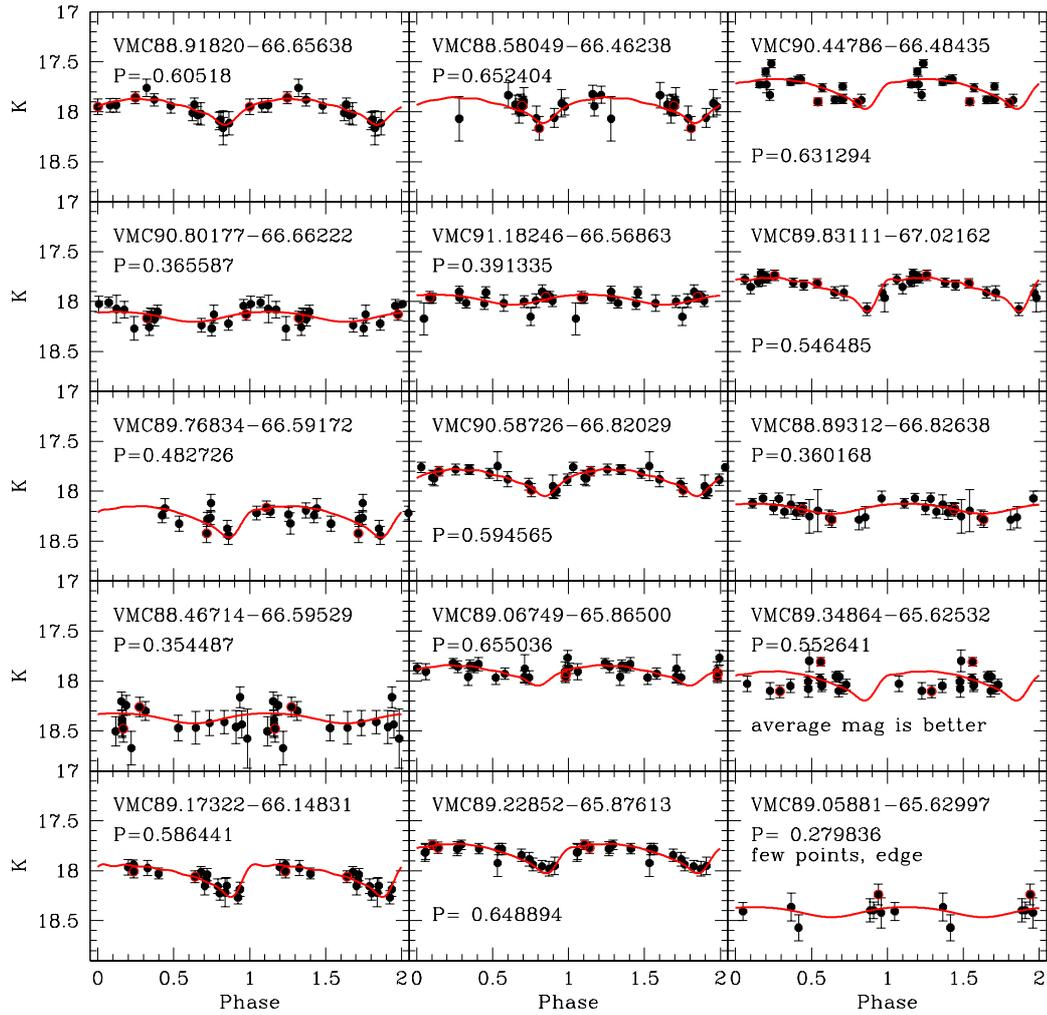 17
VMC88.91820−66.65638
VMC88.58049−66.46238
VMC90.44786−66.48435
P= 0.60518
P=0.652404
17.5
K
18
P=0.631294
18.5
17
VMC90.80177−66.66222
VMC91.18246−66.56863
VMC89.83111−67.02162
P=0.365587
P=0.391335
17.5
K
18
P=0.546485
18.5
17
VMC89.76834−66.59172
VMC90.58726−66.82029
VMC88.89312−66.82638
P=0.482726
P=0.360168
17.5
K
18
P=0.594565
18.5
17
VMC88.46714−66.59529
VMC89.06749−65.86500
VMC89.34864−65.62532
P=0.354487
P=0.655036
P=0.552641
17.5
K
18
average mag is better
18.5
17
VMC89.17322−66.14831
VMC89.22852−65.87613
VMC89.05881−65.62997
P=0.586441
P= 0.279836
17.5
few points, edge
K
18
P= 0.648894
18.5
0 0.5 1 1.5 2 0 0.5 1 1.5 2 0 0.5 1 1.5 2
Phase Phase Phase